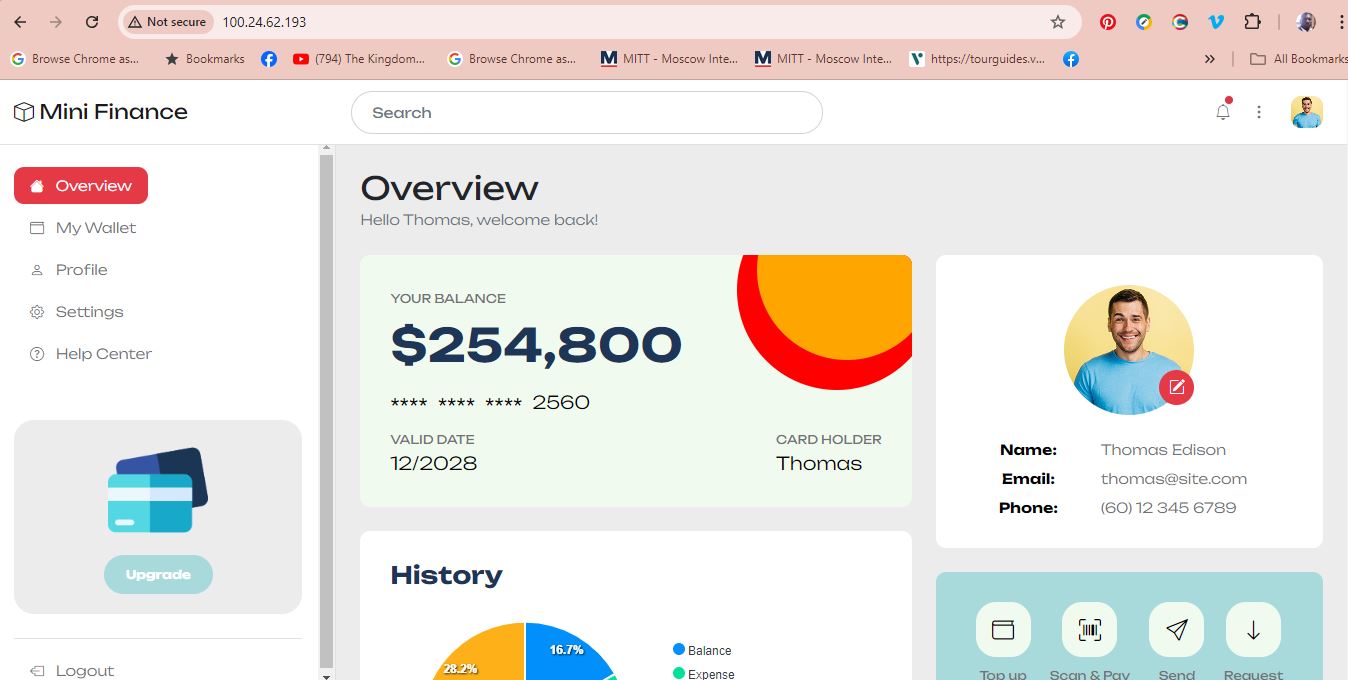 Not secure 100.24.62.193
Browse Chrome as... Bookmarks (794) The Kingdom... Browse Chrome as... MITT - Moscow Inte... MITT - Moscow Inte... https://tourguides.v... » All Bookmarks
Mini Finance
Search
Overview
My Wallet
Profile
Settings
Help Center
Upgrade
Logout
Overview
Hello Thomas, welcome back!
YOUR BALANCE
$254,800
**** **** **** 2560
VALID DATE CARD HOLDER
12/2028 Thomas
History
16.7%
28.2%
Balance
Expense
Name: Thomas Edison
Email: thomas@site.com
Phone: (60) 12 345 6789
Top up Scan & Pay Send Request